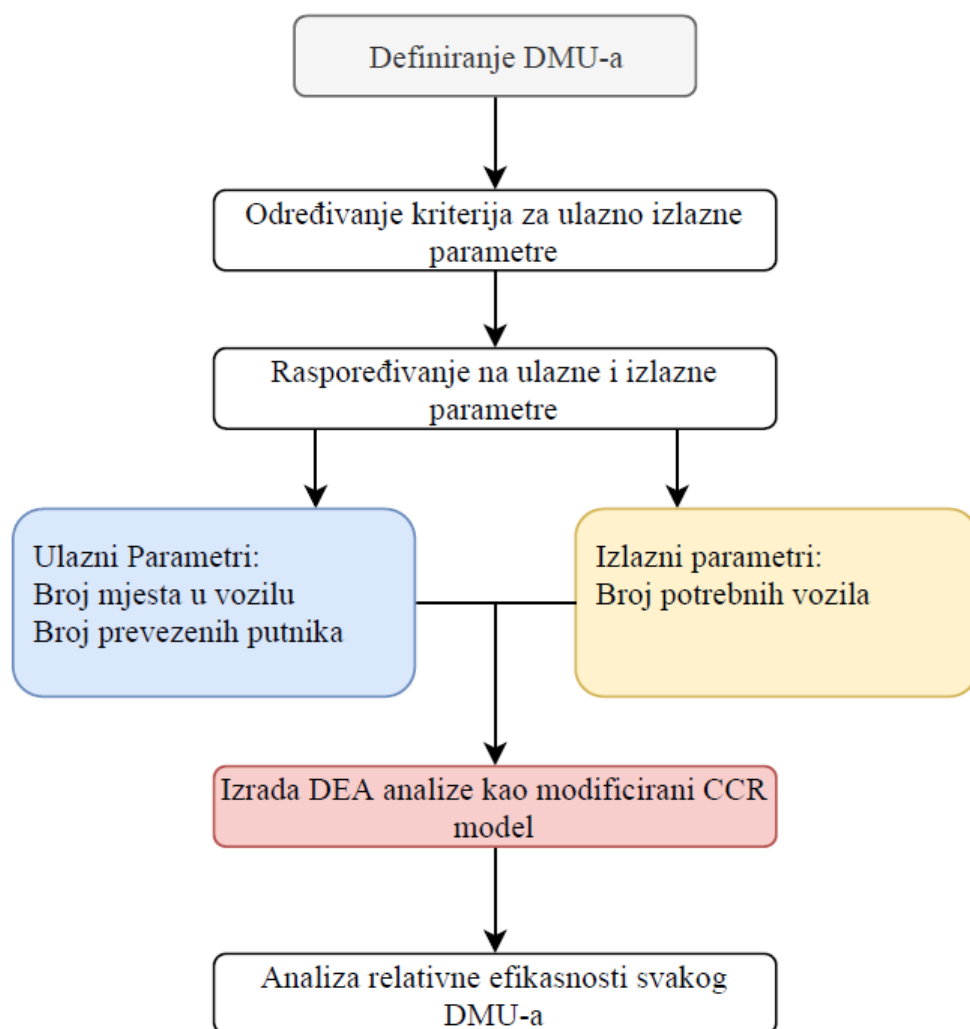 Definiranje DMU-a
Određivanje kriterija za ulazno izlazne
parametre
Raspoređivanje na ulazne i izlazne
parametre
Ulazni Parametri:
Broj mjesta u vozilu
Broj prevezenih putnika
Izlazni parametri:
Broj potrebnih vozila
Izrada DEA analize kao modificirani CCR
model
Analiza relativne efikasnosti svakog
DMU-a